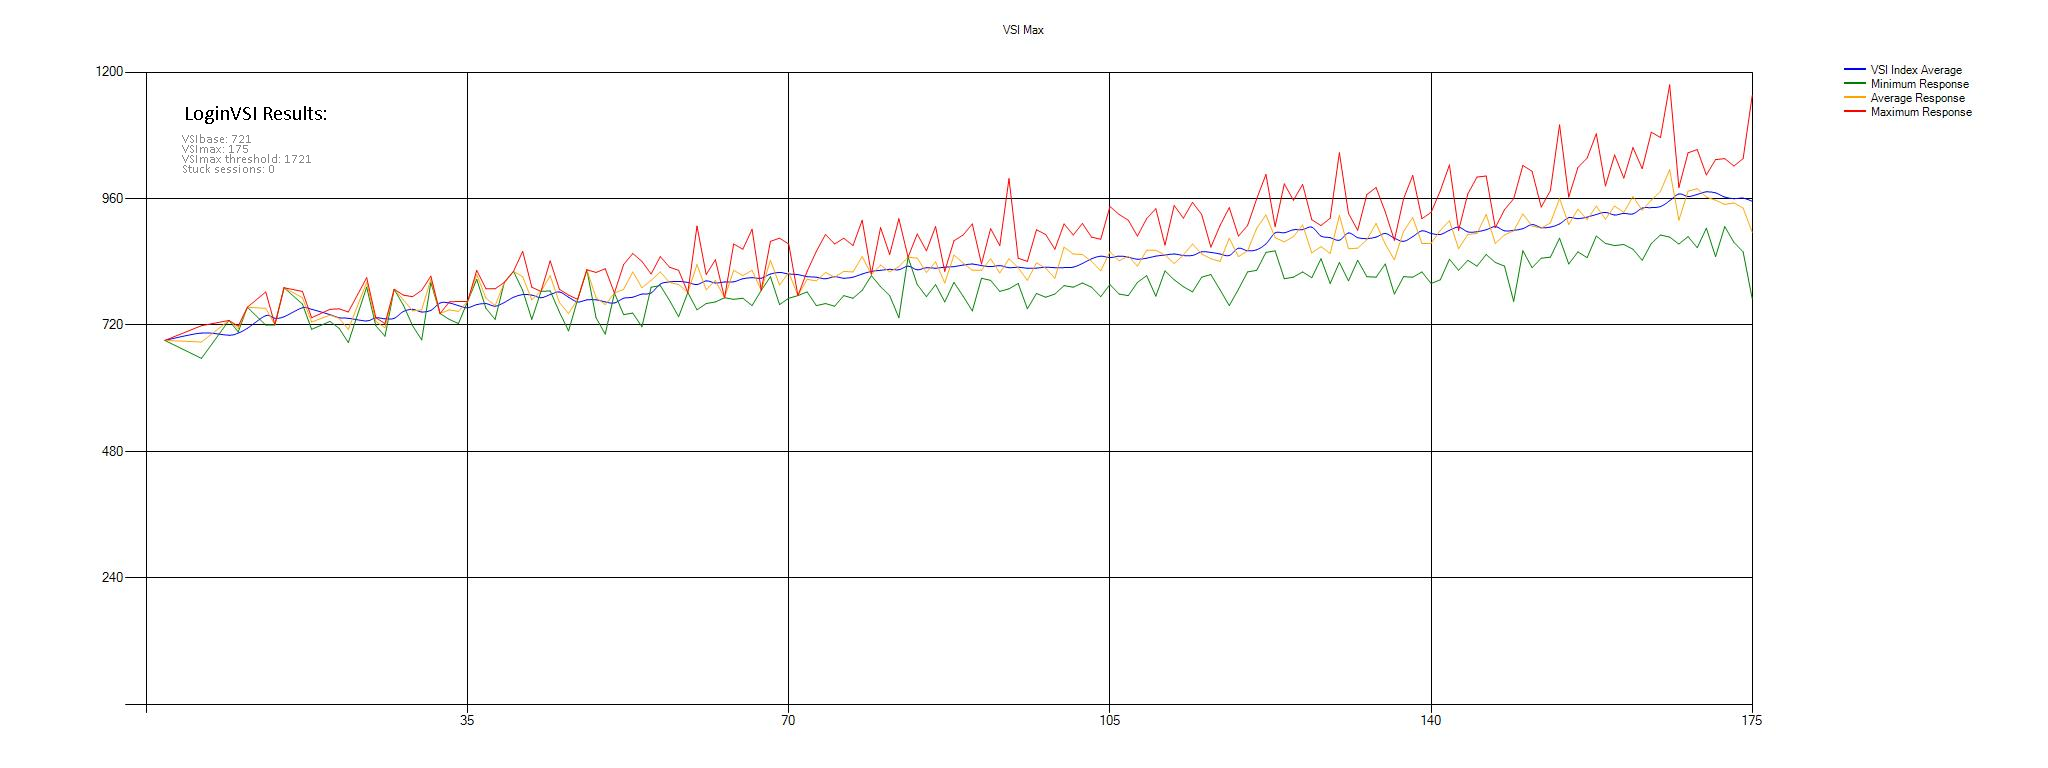 VSI Max
1200
960
720
480
240
35
70
105
140
175
LoginVSI Results:
VSIbase: 721
VSImax: 175
VSImax threshold: 1721
Stuck sessions: 0
VSI Index Average
Minimum Response
Average Response
Maximum Response